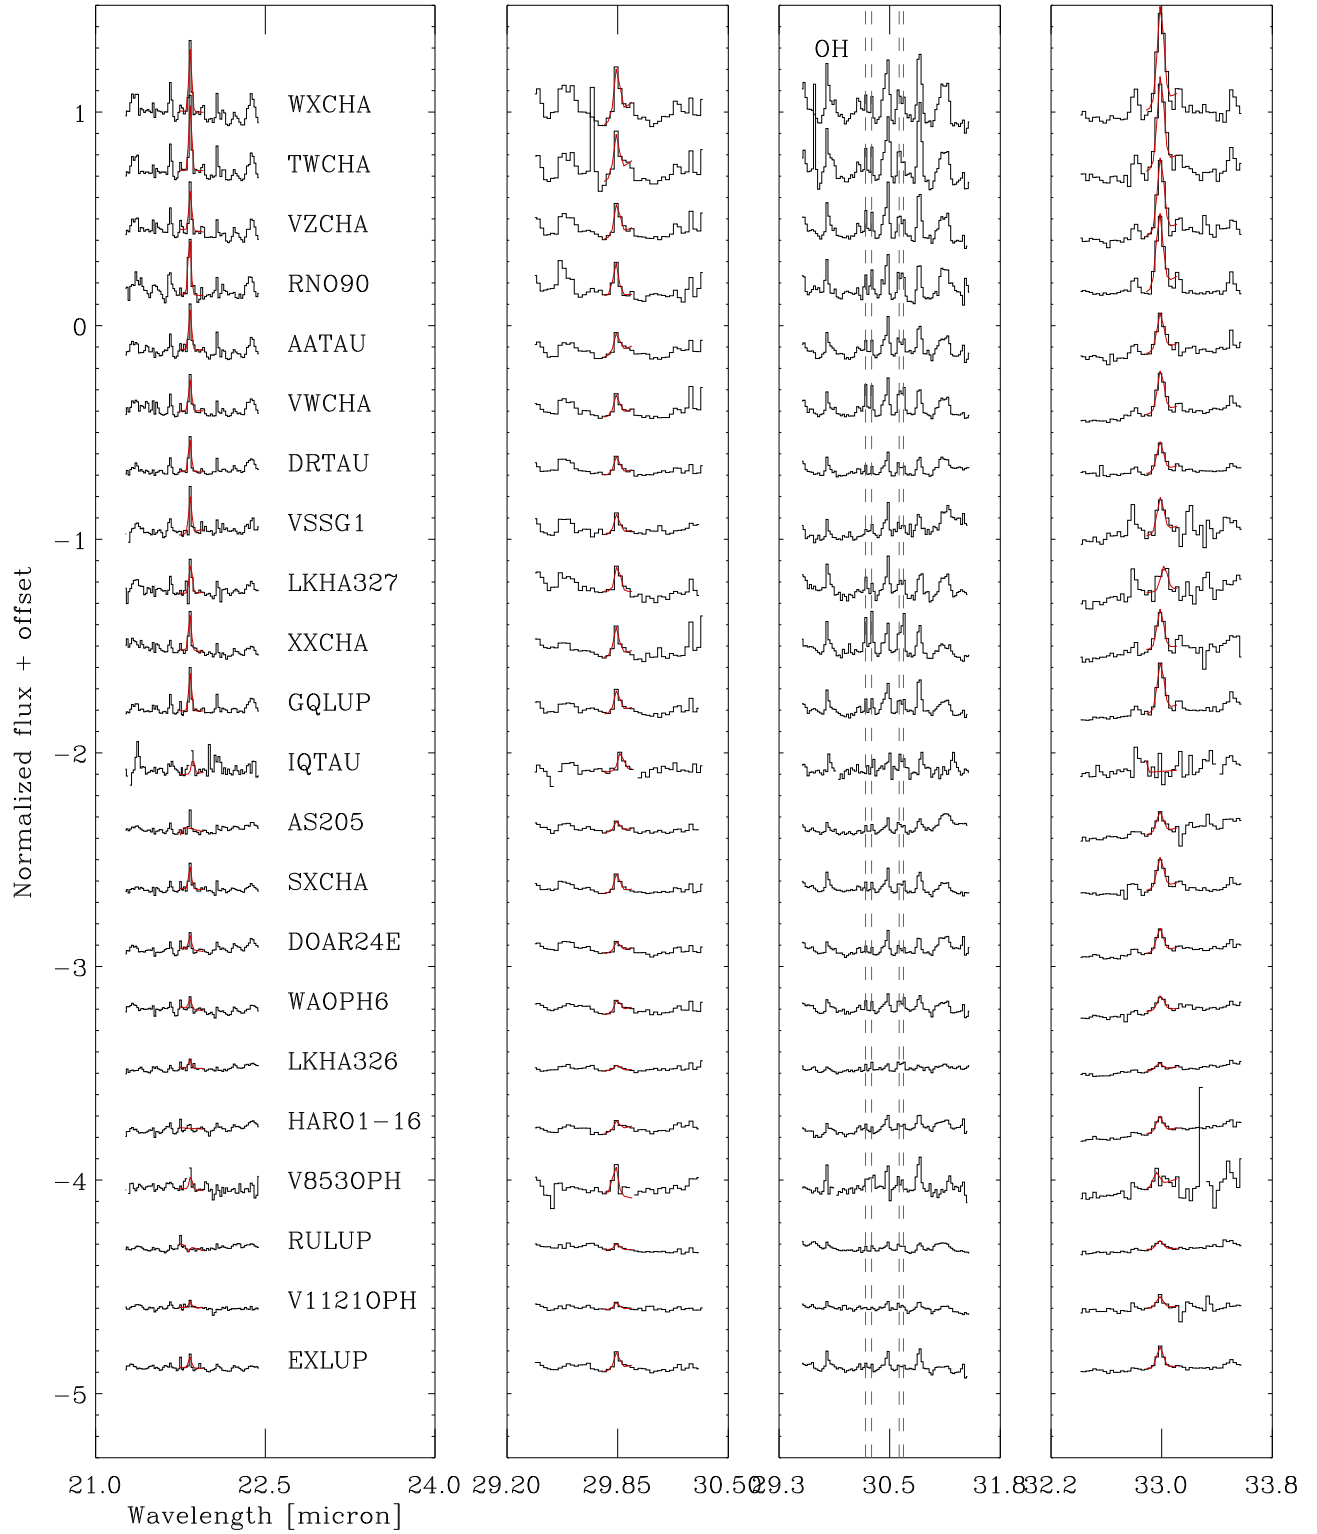 OH
WXCHA
1
TWCHA
VZCHA
RNO90
0
AATAU
VWCHA
DRTAU
VSSG1
−1
LKHA327
XXCHA
GQLUP
−2
IQTAU
AS205
SXCHA
DOAR24E
−3
WAOPH6
LKHA326
HARO1−16
−4
V853OPH
RULUP
V1121OPH
EXLUP
−5
Normalized flux + offset
21.0 22.5 24.0 29.20 29.85 30.50 29.3 30.5 31.8 32.2 33.0 33.8
Wavelength [micron]